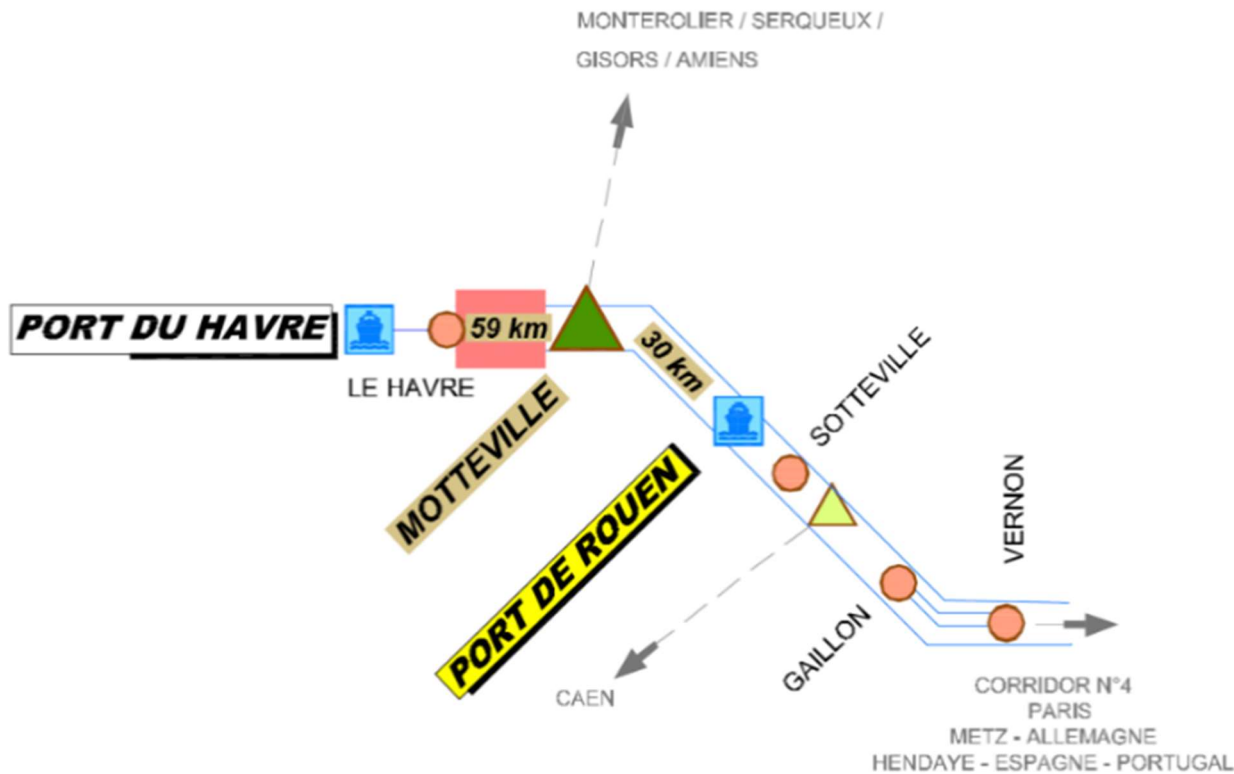 MONTEROLIER / SERQUEUX /
GISORS / AMIENS
PORT DU HAVRE
59 km
30 km
LE HAVRE
MOTTEVILLE
SOTTEVILLE
PORT DE ROUEN
VERNON
GAILLON
CAEN
CORRIDOR N°4
PARIS
METZ - ALLEMAGNE
HENDAYE - ESPAGNE - PORTUGAL